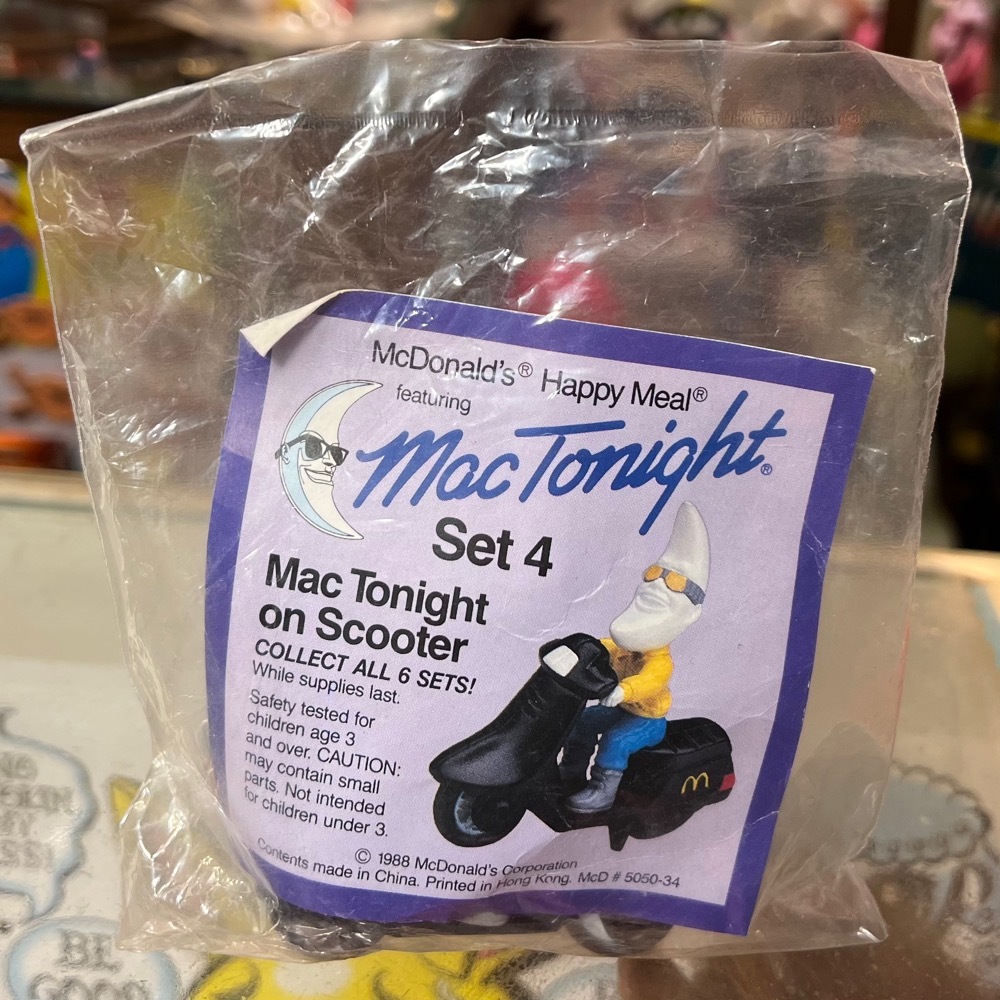 McDonald's® Happy Meal®
featuring
Mac Tonight®
Set 4
Mac Tonight
on Scooter
COLLECT ALL 6 SETS!
While supplies last.
Safety tested for
children age 3
and over. CAUTION:
may contain small
parts. Not intended
for children under 3.
© 1988 McDonald's Corporation
Contents made in China. Printed in Hong Kong. McD # 5050-34
BE
GOOD